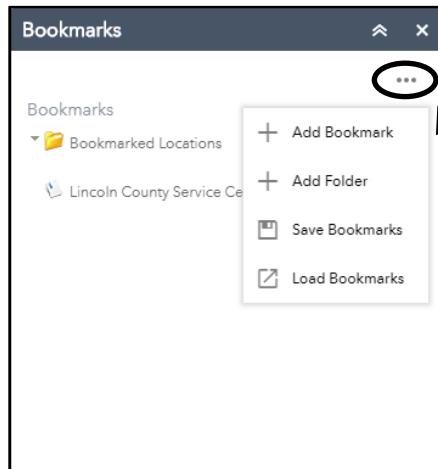 Bookmarks
Bookmarks
Bookmarked Locations
Lincoln County Service Ce
Add Bookmark
Add Folder
Save Bookmarks
Load Bookmarks